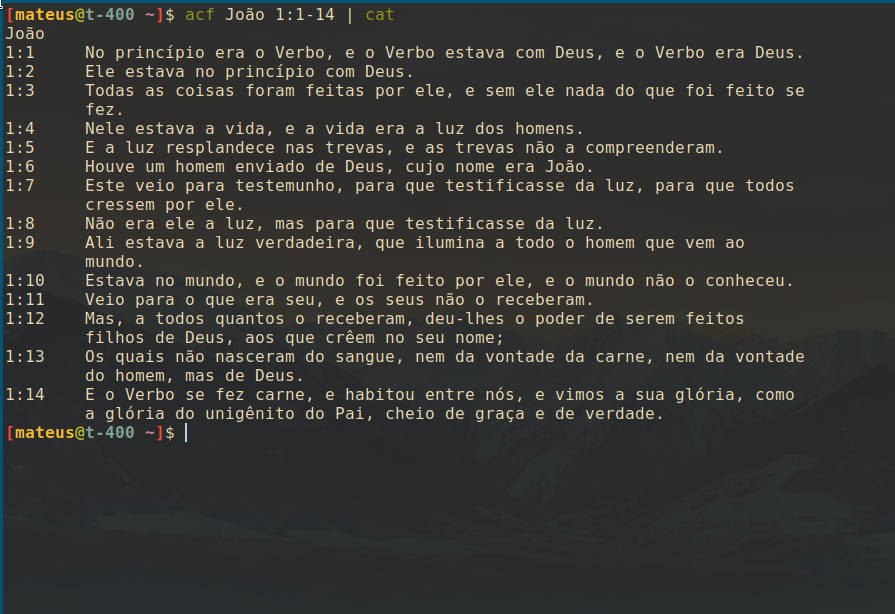 [mateus@t-400 ~]$ acf João 1:1-14 | cat
João
1:1 No princípio era o Verbo, e o Verbo estava com Deus, e o Verbo era Deus.
1:2 Ele estava no princípio com Deus.
1:3 Todas as coisas foram feitas por ele, e sem ele nada do que foi feito se
fez.
1:4 Nele estava a vida, e a vida era a luz dos homens.
1:5 E a luz resplandece nas trevas, e as trevas não a compreenderam.
1:6 Houve um homem enviado de Deus, cujo nome era João.
1:7 Este veio para testemunho, para que testificasse da luz, para que todos
cressem por ele.
1:8 Não era ele a luz, mas para que testificasse da luz.
1:9 Ali estava a luz verdadeira, que ilumina a todo o homem que vem ao
mundo.
1:10 Estava no mundo, e o mundo foi feito por ele, e o mundo não o conheceu.
1:11 Veio para o que era seu, e os seus não o receberam.
1:12 Mas, a todos quantos o receberam, deu-lhes o poder de serem feitos
filhos de Deus, aos que crêem no seu nome;
1:13 Os quais não nasceram do sangue, nem da vontade da carne, nem da vontade
do homem, mas de Deus.
1:14 E o Verbo se fez carne, e habitou entre nós, e vimos a sua glória, como
a glória do unigênito do Pai, cheio de graça e de verdade.
[mateus@t-400 ~]$